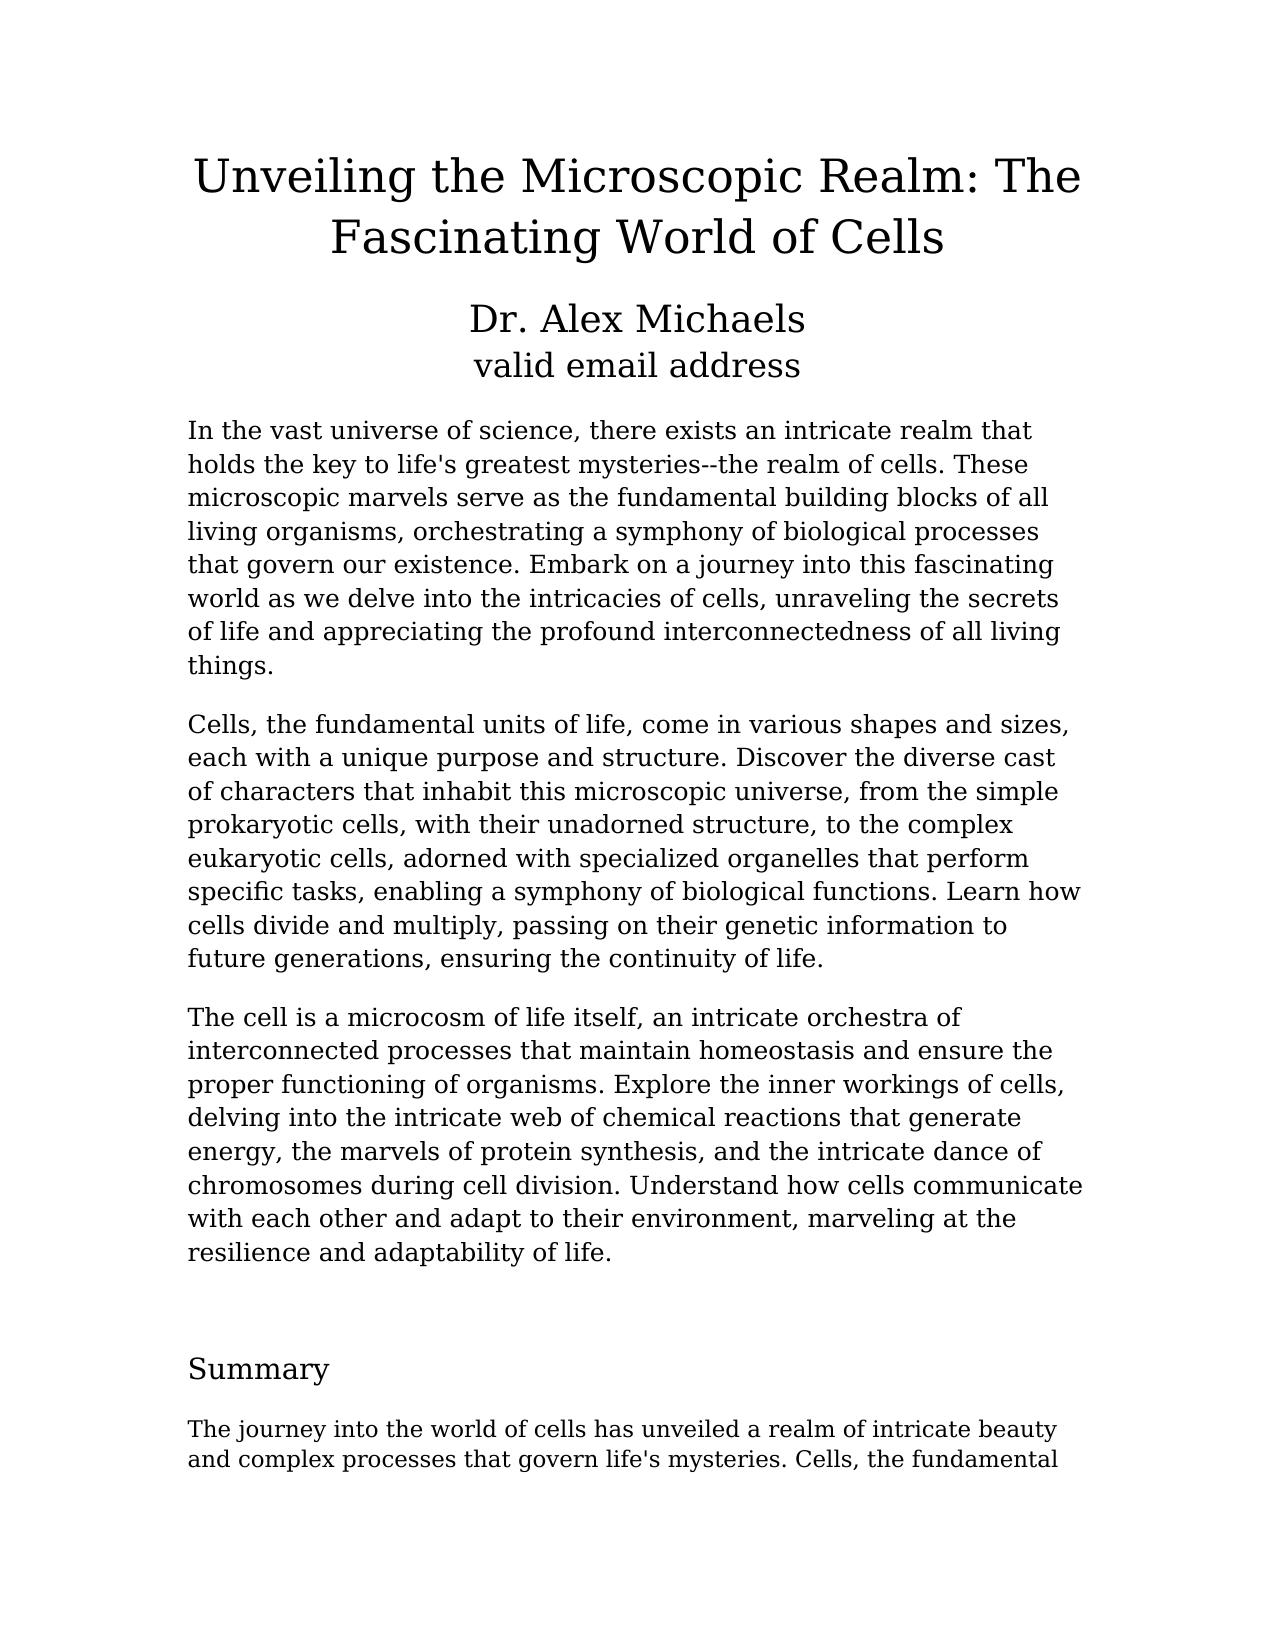 Unveiling the Microscopic Realm: The
Fascinating World of Cells
Dr. Alex Michaels
valid email address
In the vast universe of science, there exists an intricate realm that
holds the key to life's greatest mysteries--the realm of cells. These
microscopic marvels serve as the fundamental building blocks of all
living organisms, orchestrating a symphony of biological processes
that govern our existence. Embark on a journey into this fascinating
world as we delve into the intricacies of cells, unraveling the secrets
of life and appreciating the profound interconnectedness of all living
things.
Cells, the fundamental units of life, come in various shapes and sizes,
each with a unique purpose and structure. Discover the diverse cast
of characters that inhabit this microscopic universe, from the simple
prokaryotic cells, with their unadorned structure, to the complex
eukaryotic cells, adorned with specialized organelles that perform
specific tasks, enabling a symphony of biological functions. Learn how
cells divide and multiply, passing on their genetic information to
future generations, ensuring the continuity of life.
The cell is a microcosm of life itself, an intricate orchestra of
interconnected processes that maintain homeostasis and ensure the
proper functioning of organisms. Explore the inner workings of cells,
delving into the intricate web of chemical reactions that generate
energy, the marvels of protein synthesis, and the intricate dance of
chromosomes during cell division. Understand how cells communicate
with each other and adapt to their environment, marveling at the
resilience and adaptability of life.
Summary
The journey into the world of cells has unveiled a realm of intricate beauty
and complex processes that govern life's mysteries. Cells, the fundamental